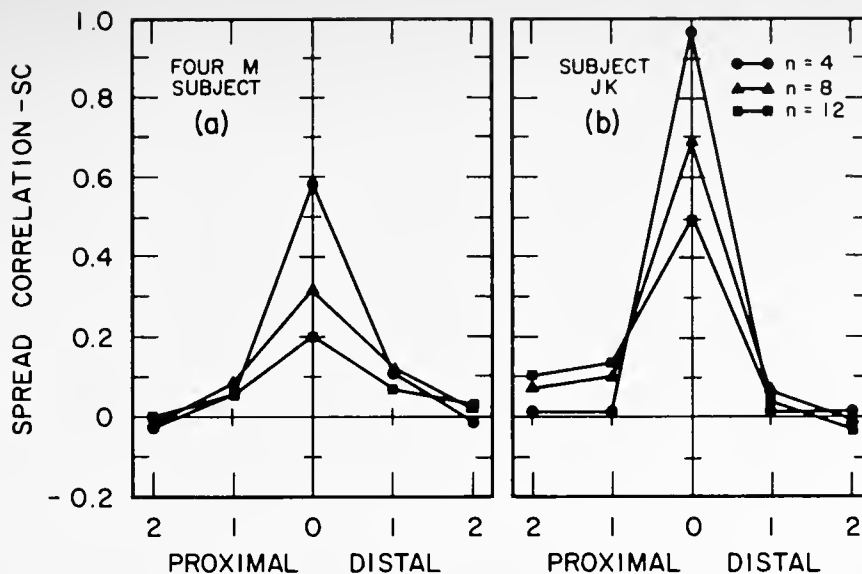 SPREAD CORRELATION - SC
1.0
0.8
0.6
0.4
0.2
0
-0.2
FOUR M
SUBJECT
(a)
2 1 0 1 2
PROXIMAL DISTAL
SUBJECT
JK
(b)
n = 4
n = 8
n = 12
2 1 0 1 2
PROXIMAL DISTAL